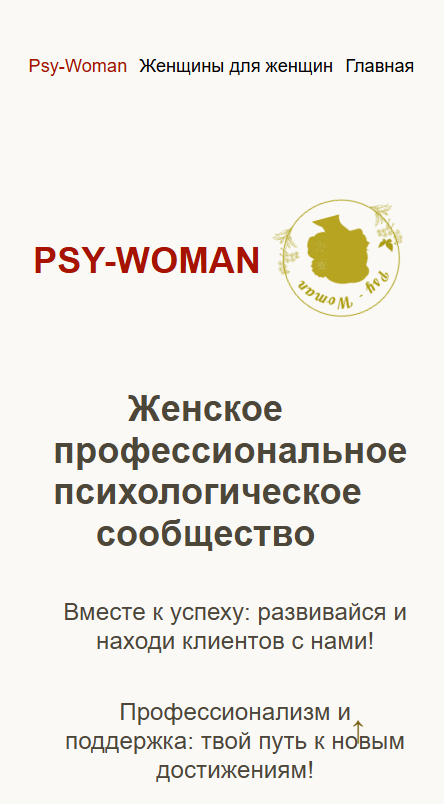 Psy-Woman Женщины для женщин Главная
PSY-WOMAN
Psy - Woman
Женское
профессиональное
психологическое
сообщество
Вместе к успеху: развивайся и
находи клиентов с нами!
Профессионализм и
поддержка: твой путь к новым
достижениям!